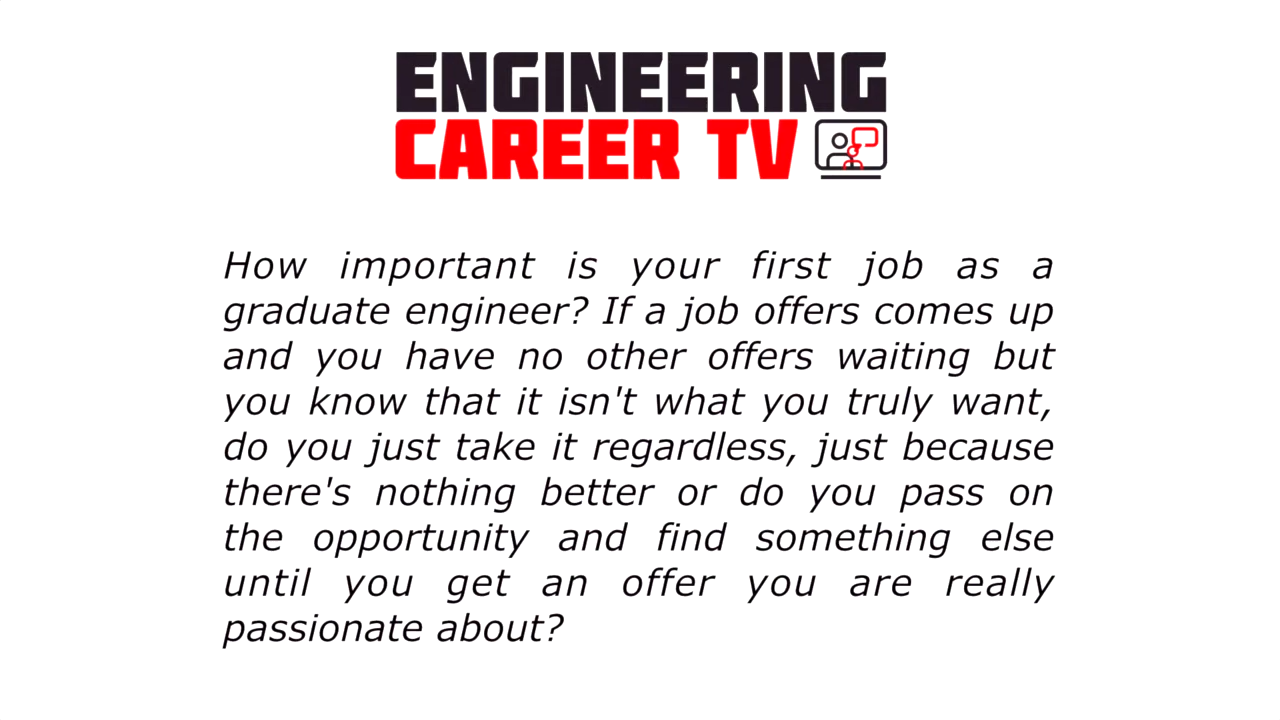 ENGINEERING
CAREER TV
How important is your first job as a
graduate engineer? If a job offers comes up
and you have no other offers waiting but
you know that it isn't what you truly want,
do you just take it regardless, just because
there's nothing better or do you pass on
the opportunity and find something else
until you get an offer you are really
passionate about?